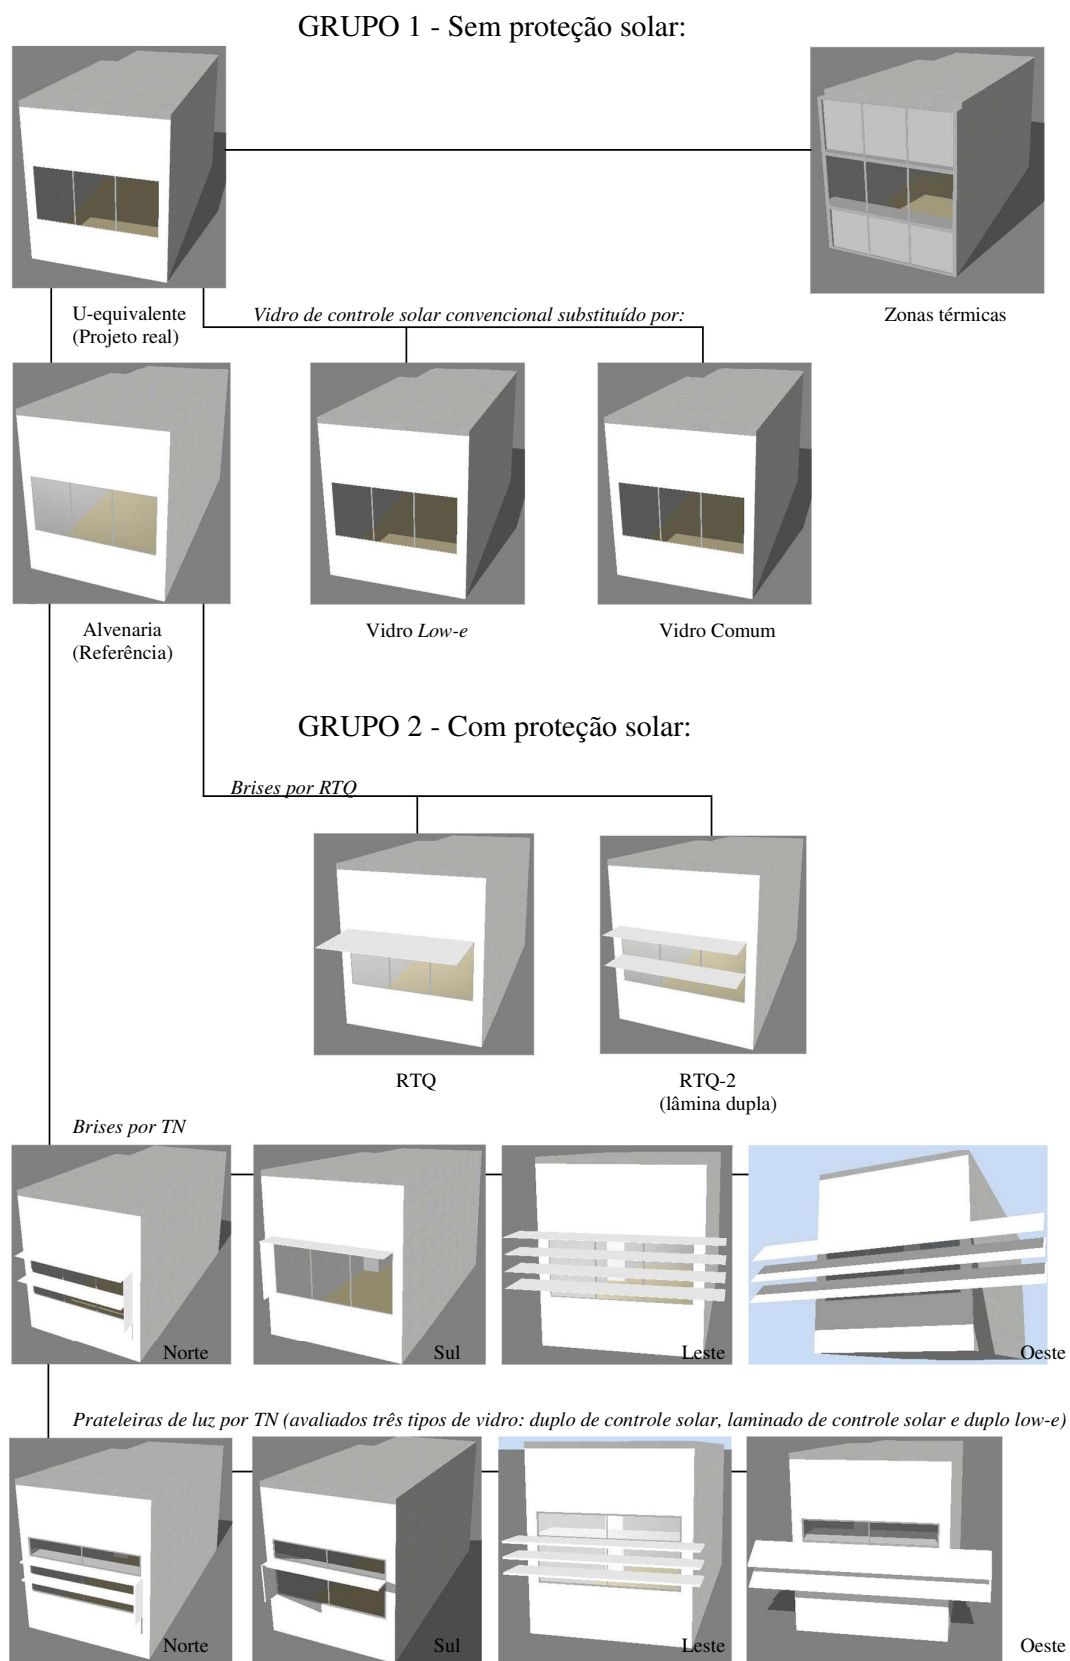 GRUPO 1 - Sem proteção solar:
U-equivalente
(Projeto real)
Vidro de controle solar convencional substituído por:
Zonas térmicas
Alvenaria
(Referência)
Vidro Low-e
Vidro Comum
GRUPO 2 - Com proteção solar:
Brises por RTQ
RTQ
RTQ-2
(lâmina dupla)
Brises por TN
Norte
Sul
Leste
Oeste
Prateleiras de luz por TN (avaliados três tipos de vidro: duplo de controle solar, laminado de controle solar e duplo low-e)
Norte
Sul
Leste
Oeste